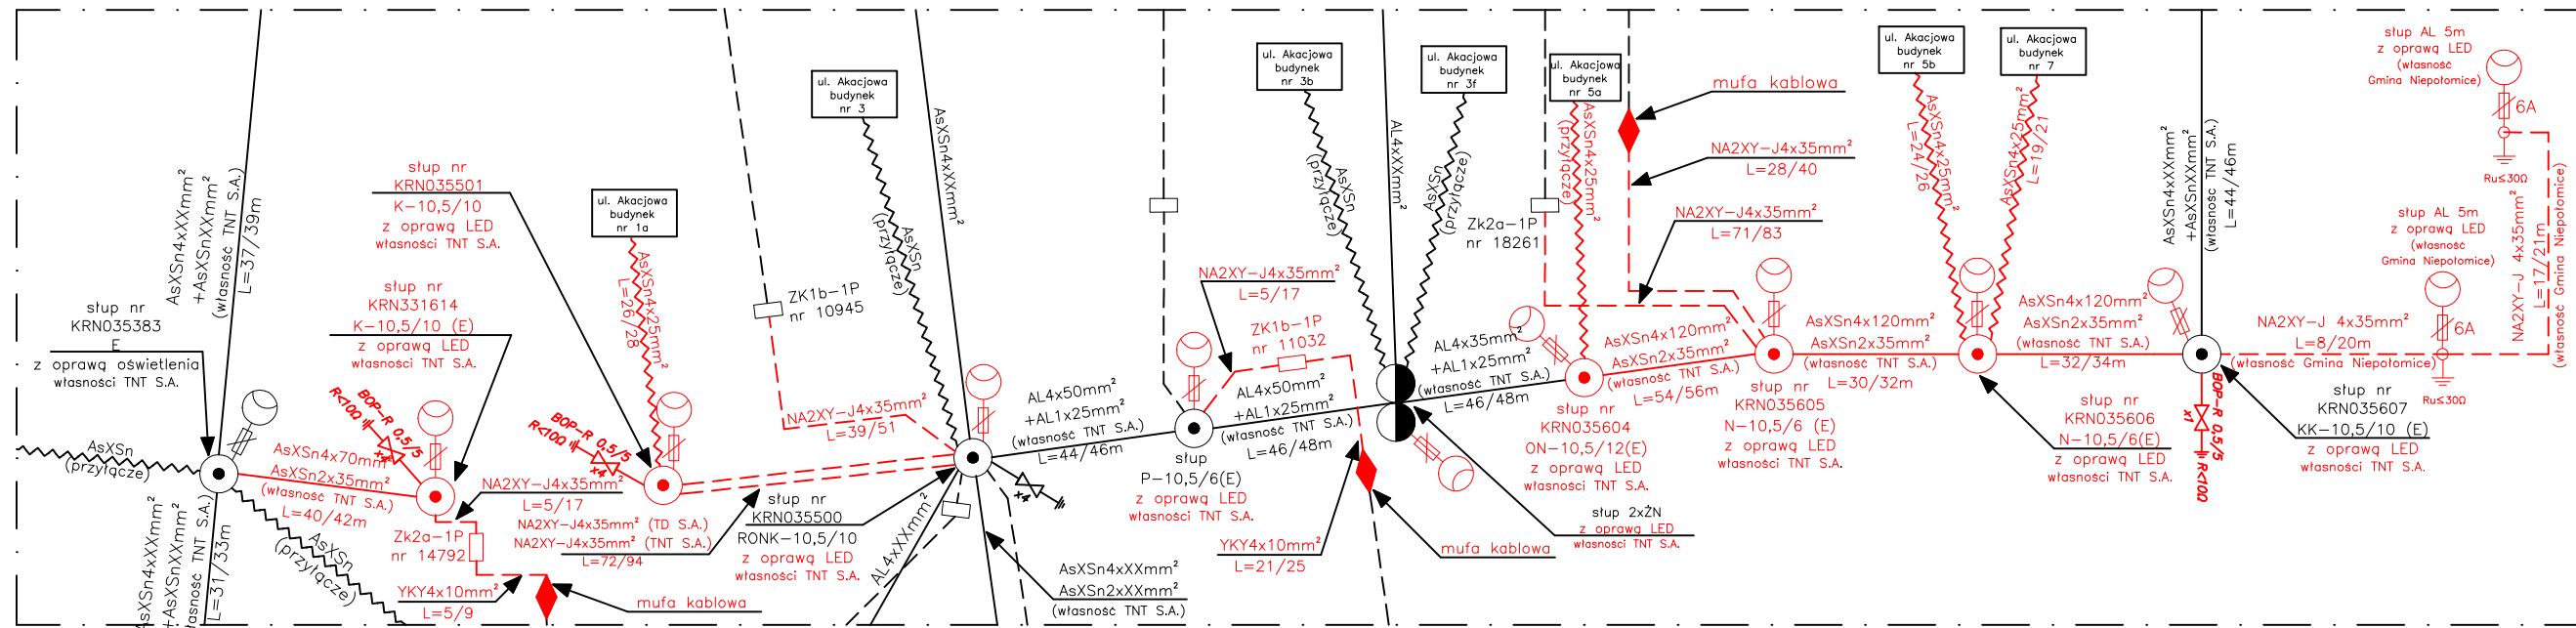 słup nr
KRN035383
E
z oprawą oświetlenia
własności TNT S.A.
AsXSn4xXXmm²
+AsXSnXXmm²
(własność TNT S.A.)
L=37/39m
AsXSn
(przyłącze)
AsXSn4xXXmm²
+AsXSnXXmm²
L=31/33m
AsXSn
(przyłącze)
AsXSn4x70mm²
AsXSn2x35mm²
(własność TNT S.A.)
L=40/42m
słup nr
KRN331614
K-10,5/10 (E)
z oprawą LED
własności TNT S.A.
BOP-R 0,5/5
R<10Ω
x4
słup nr
KRN035501
K-10,5/10
z oprawą LED
własności TNT S.A.
ul. Akacjowa
budynek
nr 1a
AsXSn4x25mm²
L=26/28
BOP-R 0,5/5
R<10Ω
x4
NA2XY-J4x35mm²
L=5/17
Zk2a-1P
nr 14792
YKY4x10mm²
L=5/9
mufa kablowa
NA2XY-J4x35mm² (TD S.A.)
NA2XY-J4x35mm² (TNT S.A.)
L=72/94
ZK1b-1P
nr 10945
NA2XY-J4x35mm²
L=39/51
ul. Akacjowa
budynek
nr 3
AsXSn
(przyłącze)
AsXSn4xXXmm²
słup nr
KRN035500
RONK-10,5/10
z oprawą LED
własności TNT S.A.
AL4xXXmm²
x4
AsXSn4xXXmm²
AsXSn2xXXmm²
(własność TNT S.A.)
AL4x50mm²
+AL1x25mm²
(własność TNT S.A.)
L=44/46m
słup
P-10,5/6(E)
z oprawą LED
własności TNT S.A.
NA2XY-J4x35mm²
L=5/17
ZK1b-1P
nr 11032
AL4x50mm²
+AL1x25mm²
(własność TNT S.A.)
L=46/48m
YKY4x10mm²
L=21/25
mufa kablowa
ul. Akacjowa
budynek
nr 3b
AsXSn
(przyłącze)
AL4xXXmm²
ul. Akacjowa
budynek
nr 3f
AsXSn
(przyłącze)
słup 2xŻN
z oprawą LED
własności TNT S.A.
AL4x35mm²
+AL1x25mm²
(własność TNT S.A.)
L=46/48m
Zk2a-1P
nr 18261
ul. Akacjowa
budynek
nr 5a
AsXSn4x25mm²
(przyłącze)
mufa kablowa
NA2XY-J4x35mm²
L=28/40
NA2XY-J4x35mm²
L=71/83
słup nr
KRN035604
ON-10,5/12(E)
z oprawą LED
własności TNT S.A.
AsXSn4x120mm²
AsXSn2x35mm²
(własność TNT S.A.)
L=54/56m
słup nr
KRN035605
N-10,5/6 (E)
z oprawą LED
własności TNT S.A.
AsXSn4x120mm²
AsXSn2x35mm²
(własność TNT S.A.)
L=30/32m
ul. Akacjowa
budynek
nr 5b
AsXSn4x25mm²
L=24/26
ul. Akacjowa
budynek
nr 7
AsXSn4x25mm²
L=19/21
słup nr
KRN035606
N-10,5/6(E)
z oprawą LED
własności TNT S.A.
AsXSn4x120mm²
AsXSn2x35mm²
(własność TNT S.A.)
L=32/34m
AsXSn4xXXmm²
+AsXSnXXmm²
(własność TNT S.A.)
L=44/46m
BOP-R 0,5/5
x1
R<10Ω
słup nr
KRN035607
KK-10,5/10 (E)
z oprawą LED
własności TNT S.A.
NA2XY-J 4x35mm²
L=8/20m
(własność Gmina Niepołomice)
słup AL 5m
z oprawą LED
(własność
Gmina Niepołomice)
6A
Ru≤30Ω
słup AL 5m
z oprawą LED
(własność
Gmina Niepołomice)
6A
Ru≤30Ω
NA2XY-J 4x35mm²
L=17/21m
(własność Gmina Niepołomice)